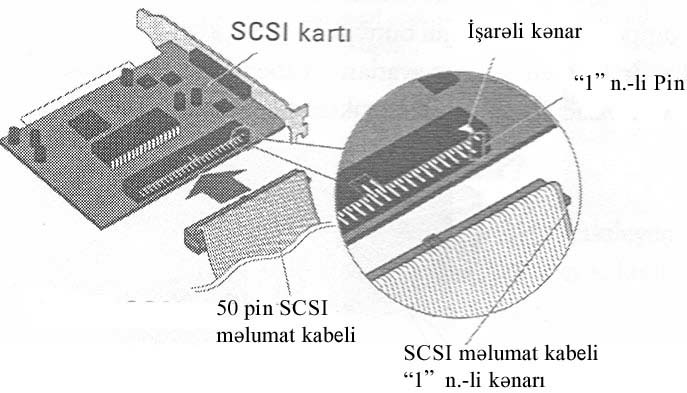 SCSI kartı
İşarəli kənar
“1” n.-li Pin
50 pin SCSI
məlumat kabeli
SCSI məlumat kabeli
“1” n.-li kənarı